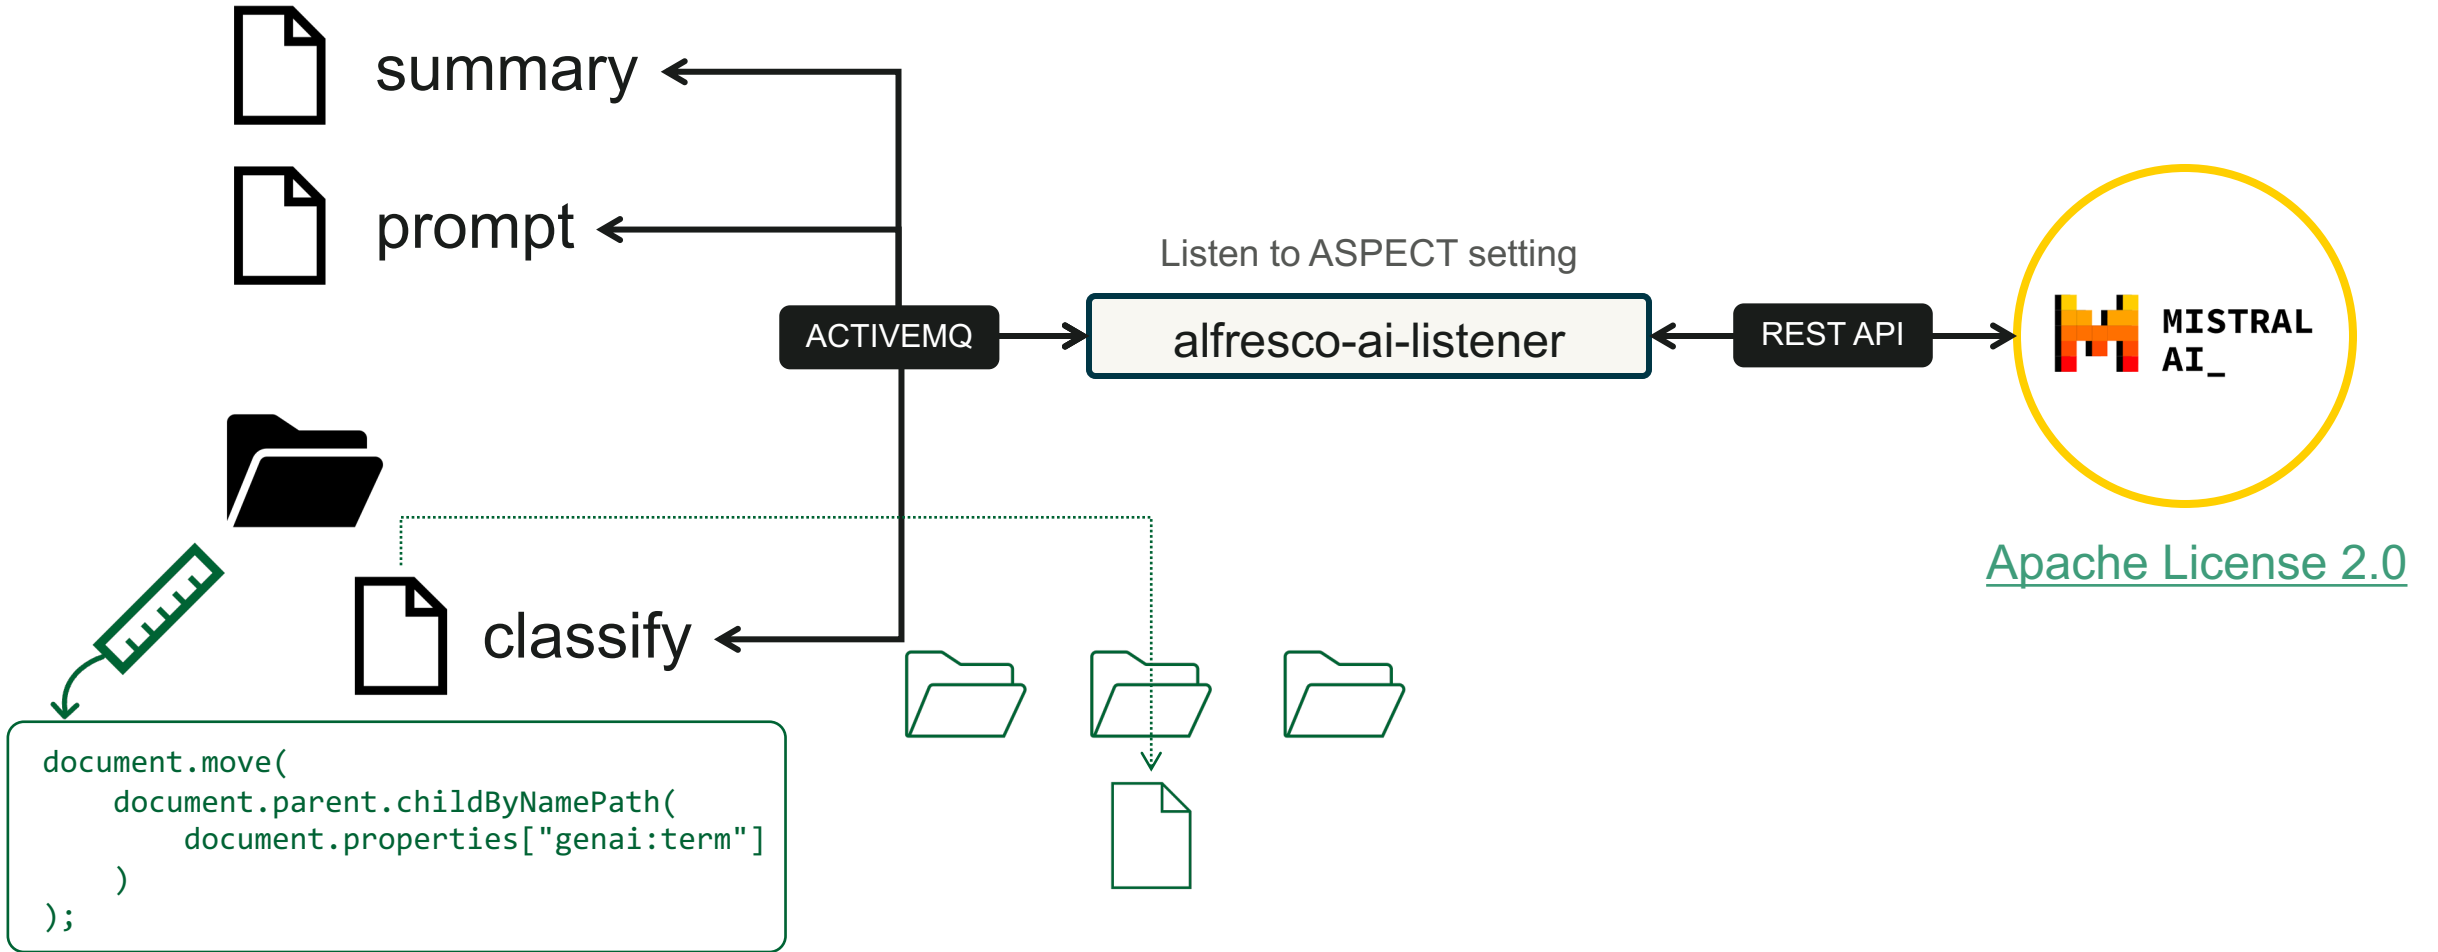 summary
prompt
Listen to ASPECT setting
ACTIVEMQ
alfresco-ai-listener
REST API
MISTRAL
AI_
Apache License 2.0
classify
document.move(
    document.parent.childByNamePath(
        document.properties["genai:term"]
    )
);